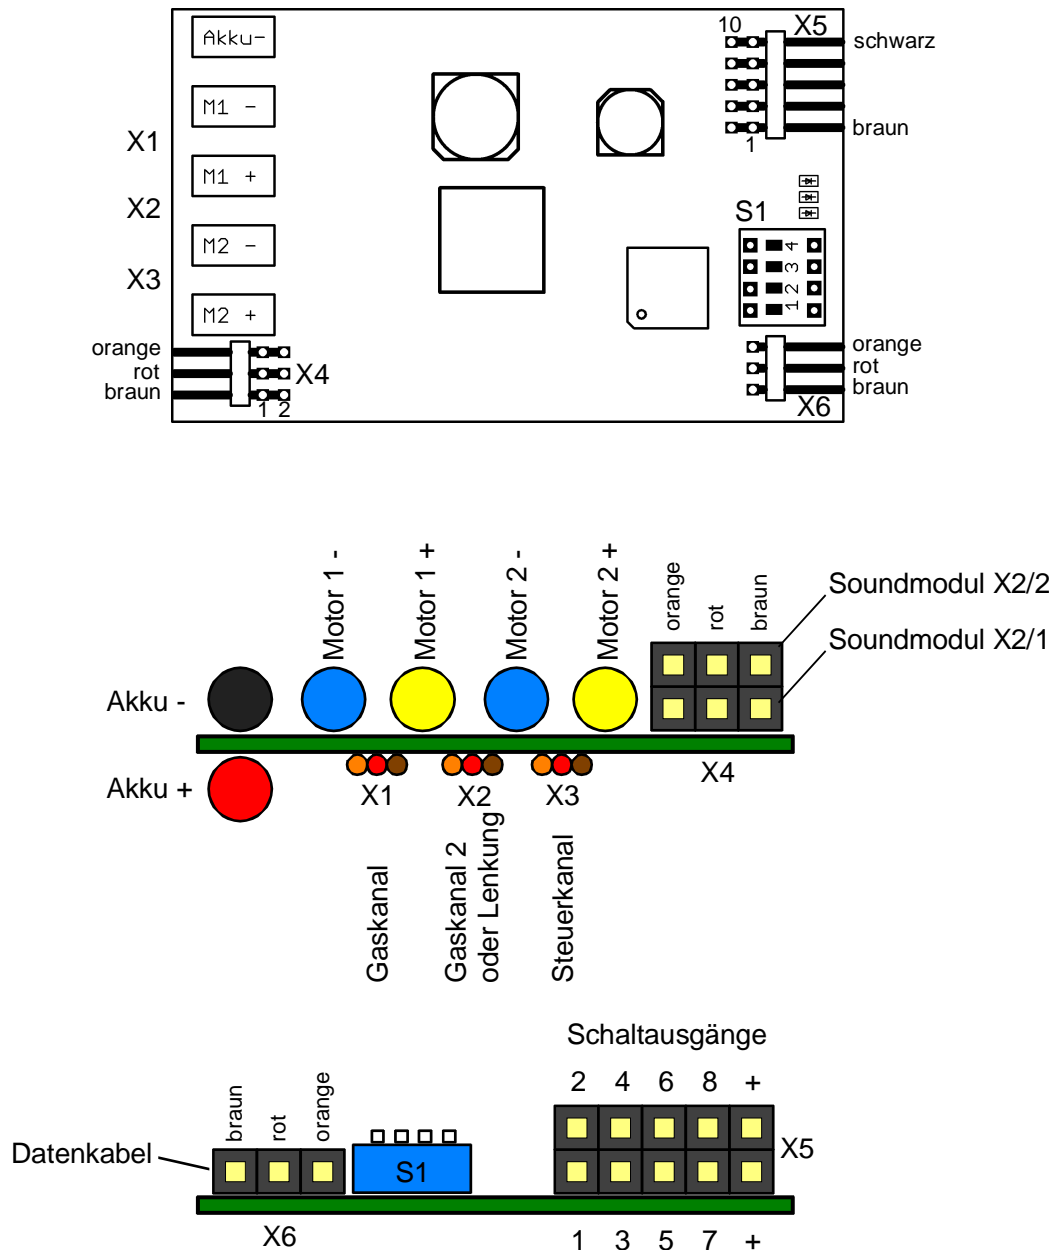 10
X5
Akku-
schwarz
M1 -
X1
braun
1
M1 +
X2
S1
M2 -
4
3
X3
2
1
M2 +
orange
rot
braun
X4
1 2
orange
rot
braun
X6
Motor 1 -
Motor 1 +
Motor 2 -
Motor 2 +
orange
rot
braun
Soundmodul X2/2
Soundmodul X2/1
Akku -
X4
Akku +
X1
X2
X3
Gaskanal
Gaskanal 2
oder Lenkung
Steuerkanal
Schaltausgänge
2 4 6 8 +
braun
rot
orange
Datenkabel
S1
X5
X6
1 3 5 7 +